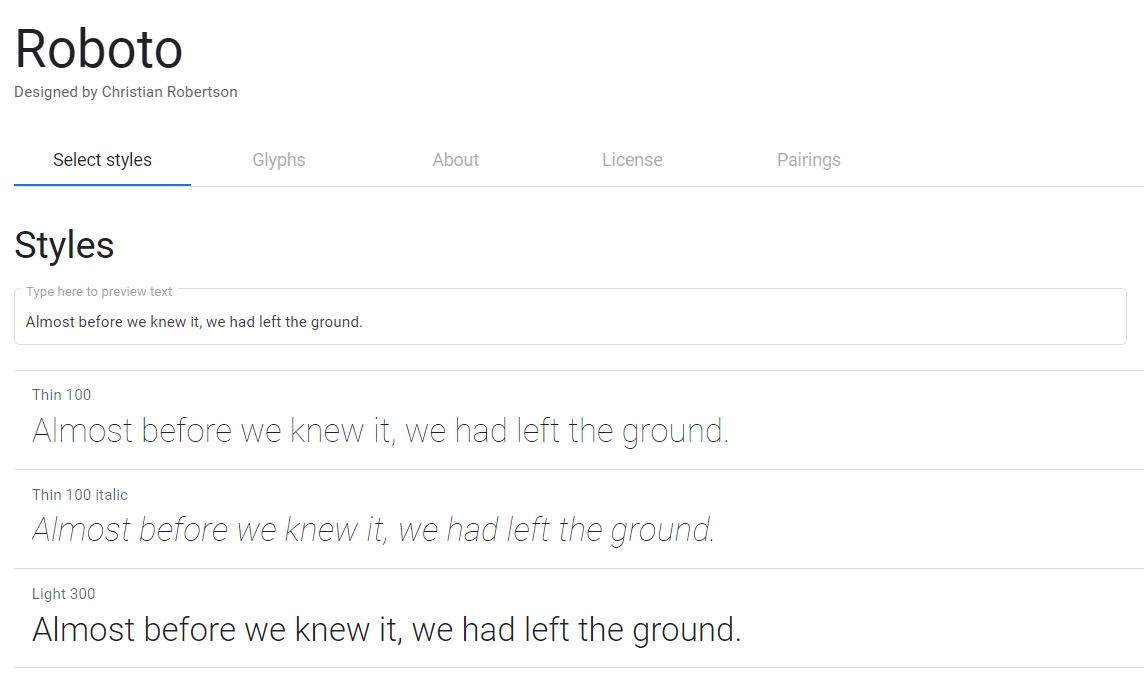 Roboto
Designed by Christian Robertson
Select styles Glyphs About License Pairings
Styles
Type here to preview text
Almost before we knew it, we had left the ground.
Thin 100
Almost before we knew it, we had left the ground.
Thin 100 italic
Almost before we knew it, we had left the ground.
Light 300
Almost before we knew it, we had left the ground.